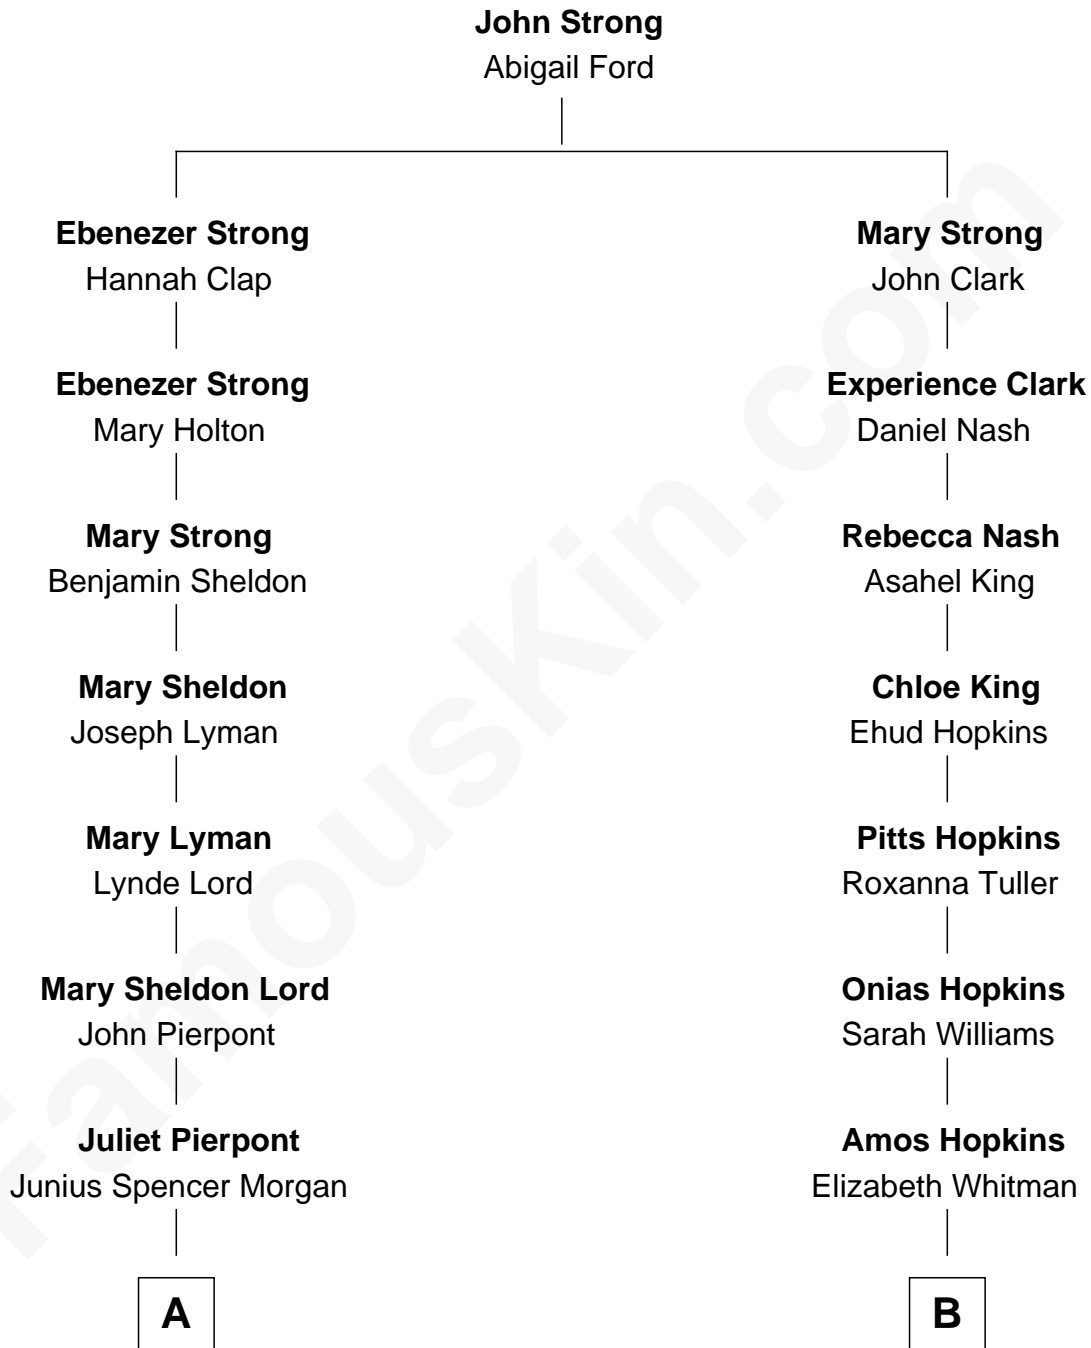 John Strong
Abigail Ford
Ebenezer Strong
Hannah Clap
Mary Strong
John Clark
Ebenezer Strong
Mary Holton
Experience Clark
Daniel Nash
Mary Strong
Benjamin Sheldon
Rebecca Nash
Asahel King
Mary Sheldon
Joseph Lyman
Chloe King
Ehud Hopkins
Mary Lyman
Lynde Lord
Pitts Hopkins
Roxanna Tuller
Mary Sheldon Lord
John Pierpont
Onias Hopkins
Sarah Williams
Juliet Pierpont
Junius Spencer Morgan
Amos Hopkins
Elizabeth Whitman
A
B
FamousKin.com